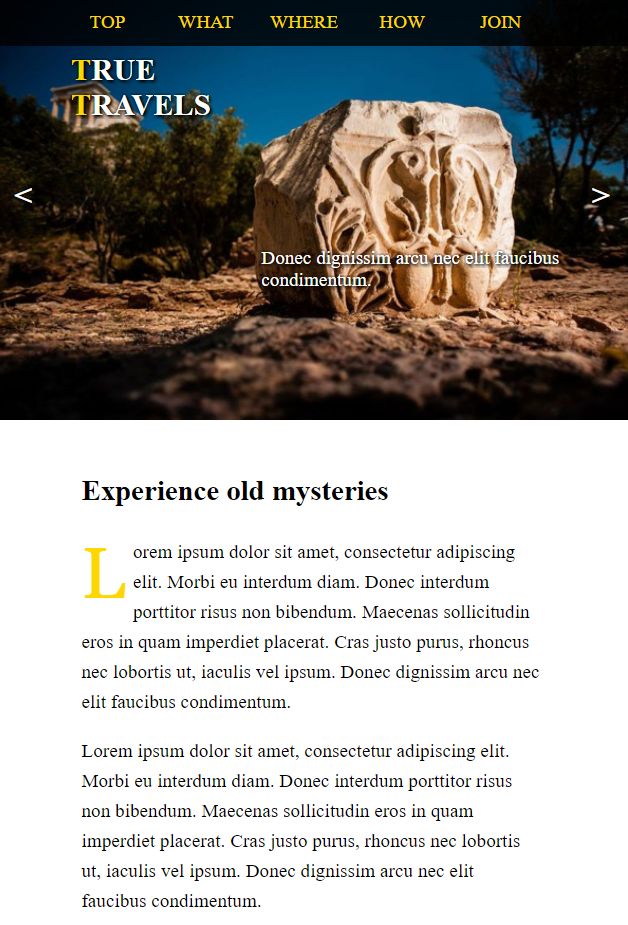 TOP WHAT WHERE HOW JOIN
TRUE
TRAVELS
< >
Donec dignissim arcu nec elit faucibus
condimentum.
Experience old mysteries
Lorem ipsum dolor sit amet, consectetur adipiscing
elit. Morbi eu interdum diam. Donec interdum
porttitor risus non bibendum. Maecenas sollicitudin
eros in quam imperdiet placerat. Cras justo purus, rhoncus
nec lobortis ut, iaculis vel ipsum. Donec dignissim arcu nec
elit faucibus condimentum.
Lorem ipsum dolor sit amet, consectetur adipiscing elit.
Morbi eu interdum diam. Donec interdum porttitor risus
non bibendum. Maecenas sollicitudin eros in quam
imperdiet placerat. Cras justo purus, rhoncus nec lobortis
ut, iaculis vel ipsum. Donec dignissim arcu nec elit
faucibus condimentum.